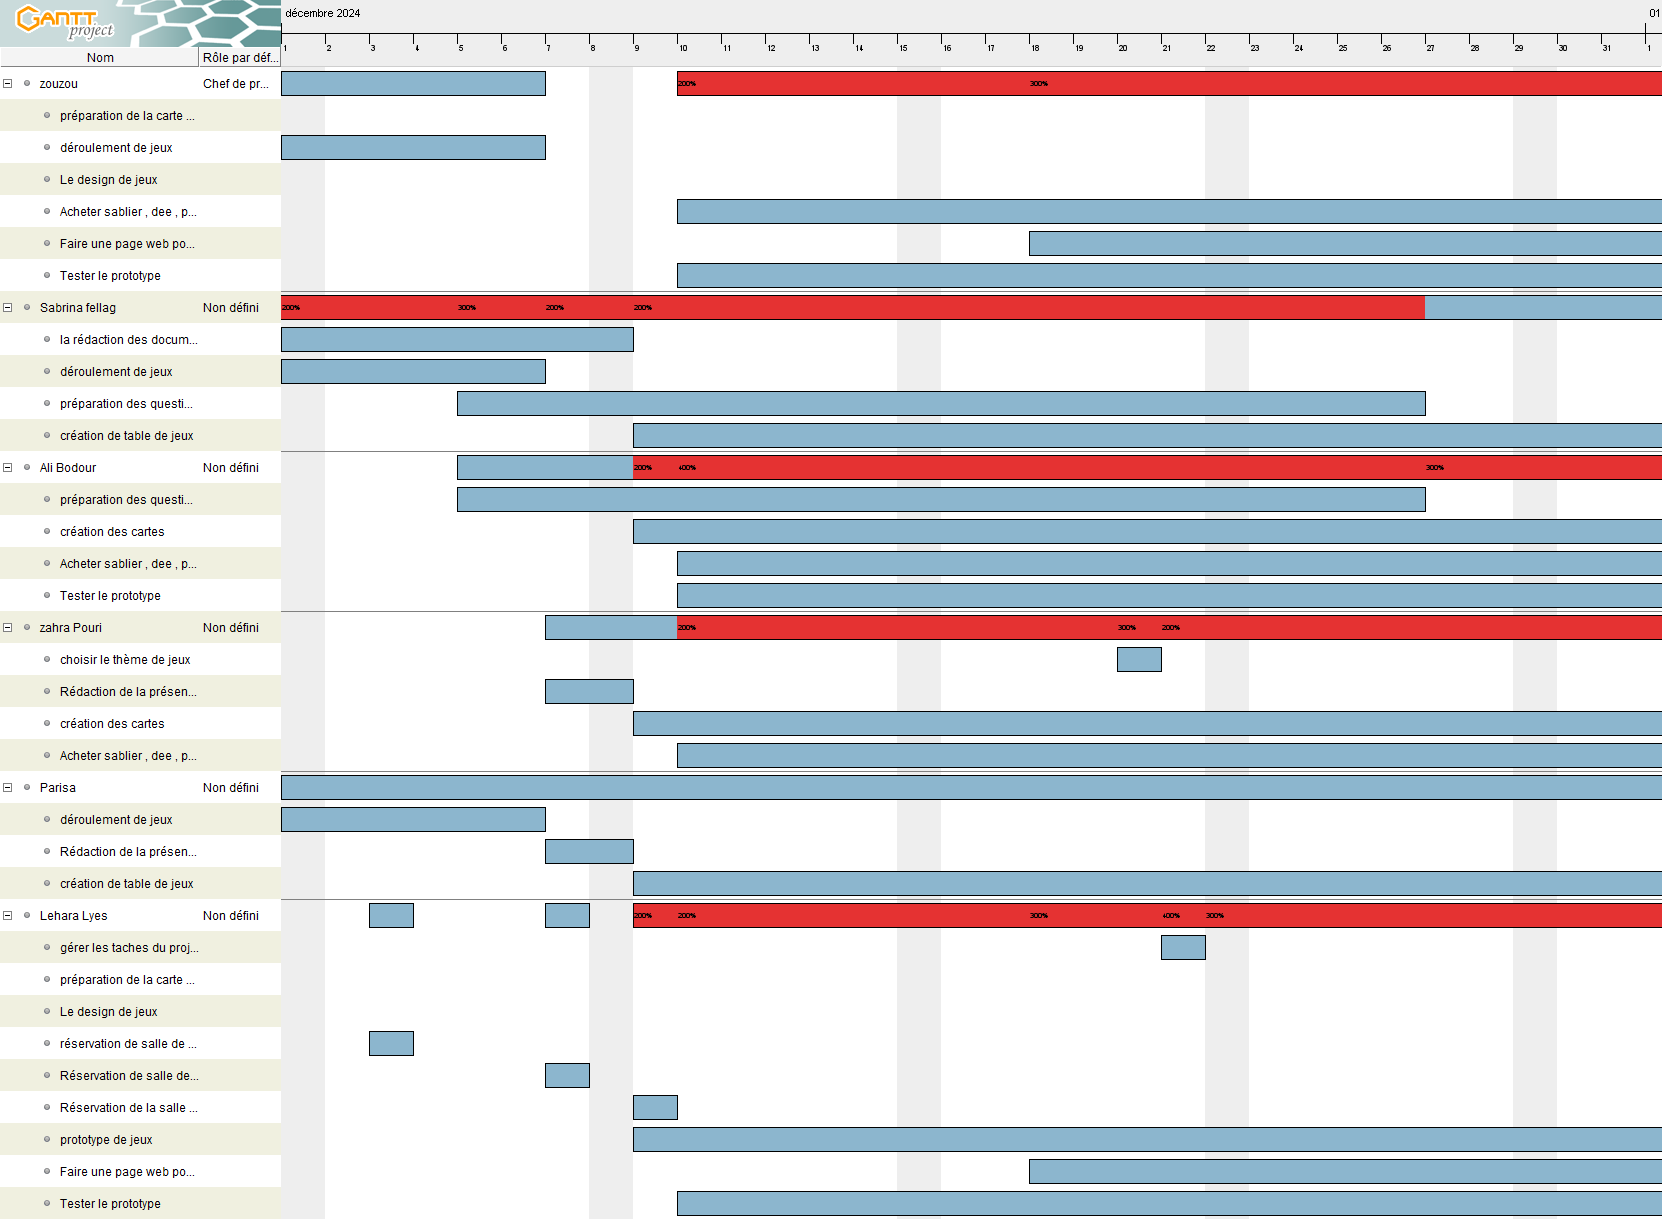 GANTT
project
décembre 2024
01
1 2 3 4 5 6 7 8 9 10 11 12 13 14 15 16 17 18 19 20 21 22 23 24 25 26 27 28 29 30 31 1
Nom Rôle par déf...
zouzou Chef de pr... 200% 300%
préparation de la carte ...
déroulement de jeux
Le design de jeux
Acheter sablier , dee , p...
Faire une page web po...
Tester le prototype
Sabrina fellag Non défini 200% 300% 200% 200%
la rédaction des docum...
déroulement de jeux
préparation des questi...
création de table de jeux
Ali Bodour Non défini 200% 400% 300%
préparation des questi...
création des cartes
Acheter sablier , dee , p...
Tester le prototype
zahra Pouri Non défini 200% 300% 200%
choisir le thème de jeux
Rédaction de la présen...
création des cartes
Acheter sablier , dee , p...
Parisa Non défini
déroulement de jeux
Rédaction de la présen...
création de table de jeux
Lehara Lyes Non défini 200% 200% 300% 400% 300%
gérer les taches du proj...
préparation de la carte ...
Le design de jeux
réservation de salle de ...
Réservation de salle de...
Réservation de la salle ...
prototype de jeux
Faire une page web po...
Tester le prototype